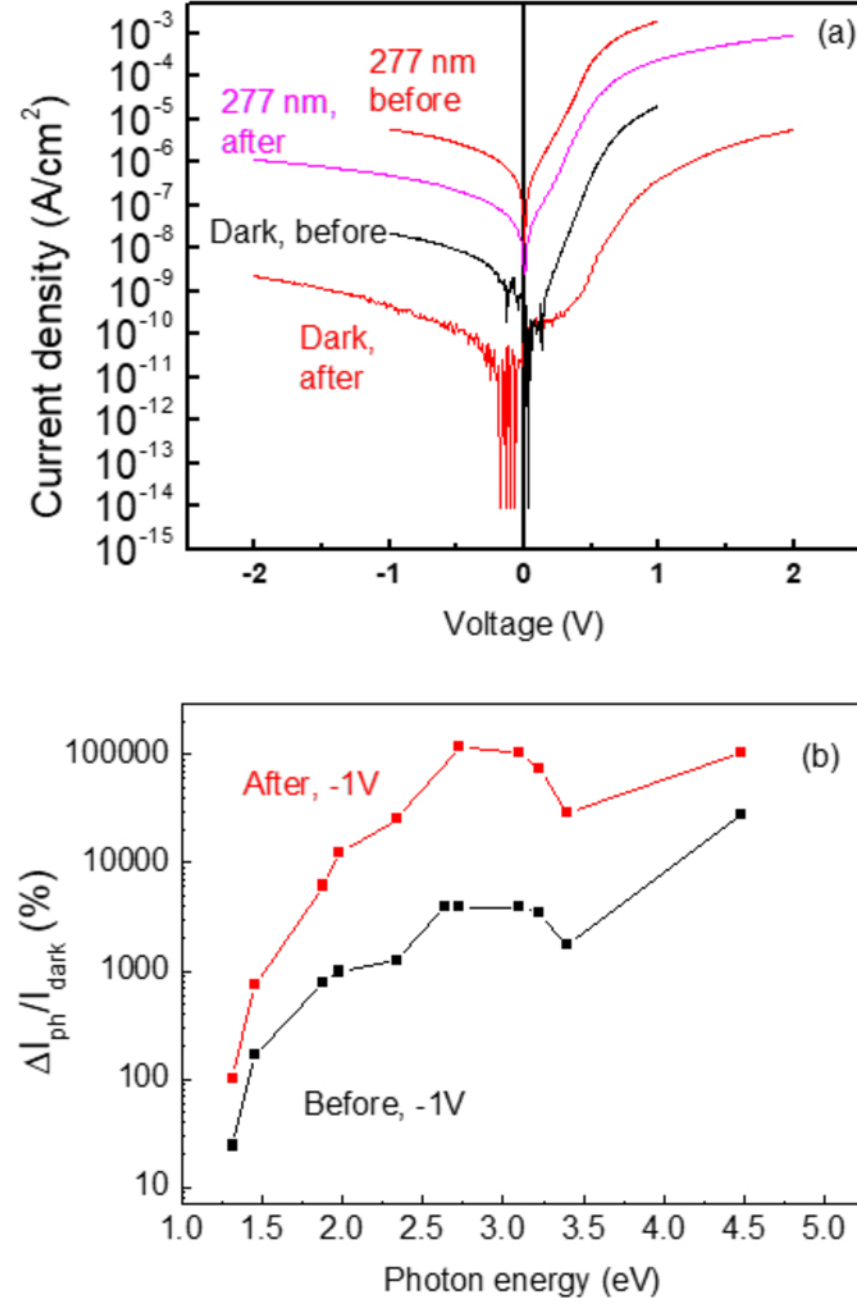 (a)
Current density (A/cm²)
10⁻³
10⁻⁴
10⁻⁵
10⁻⁶
10⁻⁷
10⁻⁸
10⁻⁹
10⁻¹⁰
10⁻¹¹
10⁻¹²
10⁻¹³
10⁻¹⁴
10⁻¹⁵
277 nm
before
277 nm,
after
Dark, before
Dark,
after
-2 -1 0 1 2
Voltage (V)
(b)
ΔI_ph/I_dark (%)
100000
10000
1000
100
10
After, -1V
Before, -1V
1.0 1.5 2.0 2.5 3.0 3.5 4.0 4.5 5.0
Photon energy (eV)